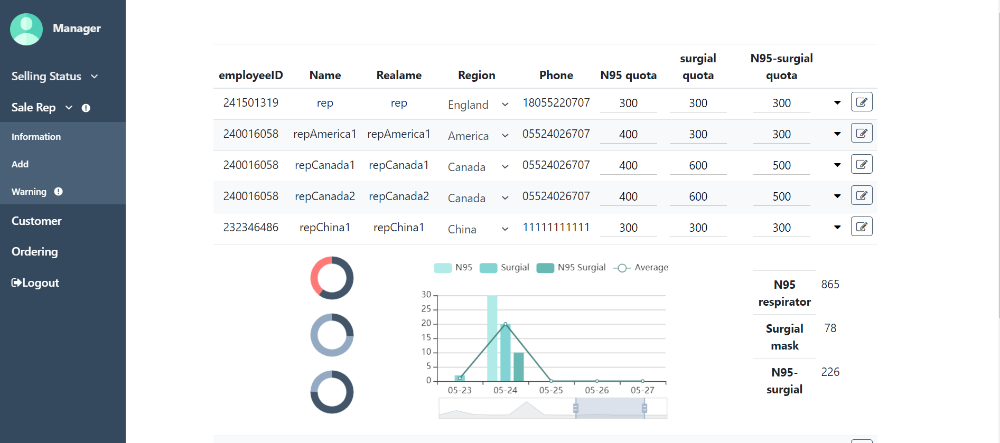 Manager
Selling Status
Sale Rep
Information
Add
Warning
Customer
Ordering
Logout
employeeID Name Realame Region Phone N95 quota surgial quota N95-surgial quota
241501319 rep rep England 18055220707 300 300 300
240016058 repAmerica1 repAmerica1 America 05524026707 400 300 300
240016058 repCanada1 repCanada1 Canada 05524026707 400 600 500
240016058 repCanada2 repCanada2 Canada 05524026707 400 600 500
232346486 repChina1 repChina1 China 11111111111 300 300 300
N95 Surgial N95 Surgial Average
30
25
20
15
10
5
0
05-23 05-24 05-25 05-26 05-27
N95 respirator 865
Surgial mask 78
N95-surgial 226